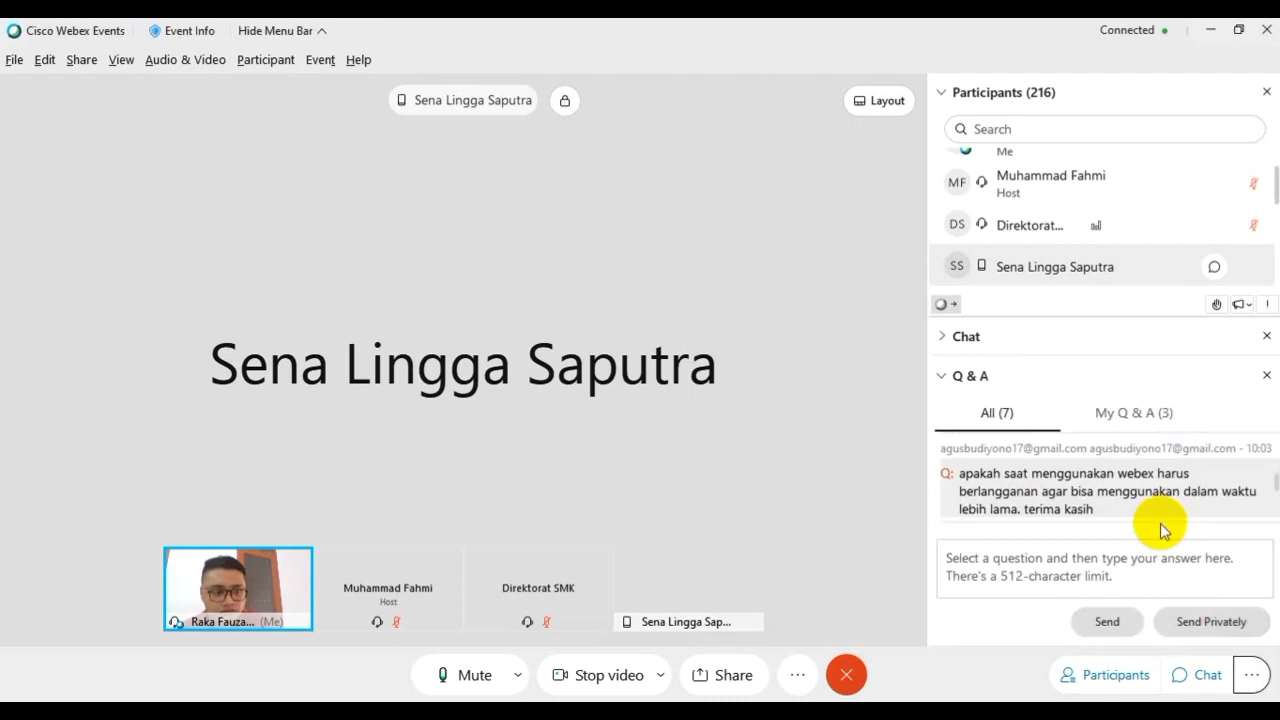 Cisco Webex Events
Event Info
Hide Menu Bar
Connected
File Edit Share View Audio & Video Participant Event Help
Sena Lingga Saputra
Layout
Sena Lingga Saputra
Raka Fauza... (Me)
Muhammad Fahmi
Host
Direktorat SMK
Sena Lingga Sap...
Participants (216)
Search
Me
MF Muhammad Fahmi
Host
DS Direktorat...
SS Sena Lingga Saputra
Chat
Q & A
All (7) My Q & A (3)
agusbudiyono17@gmail.com agusbudiyono17@gmail.com - 10:03
Q: apakah saat menggunakan webex harus
berlangganan agar bisa menggunakan dalam waktu
lebih lama. terima kasih
Select a question and then type your answer here.
There's a 512-character limit.
Send Send Privately
Mute Stop video Share
Participants Chat